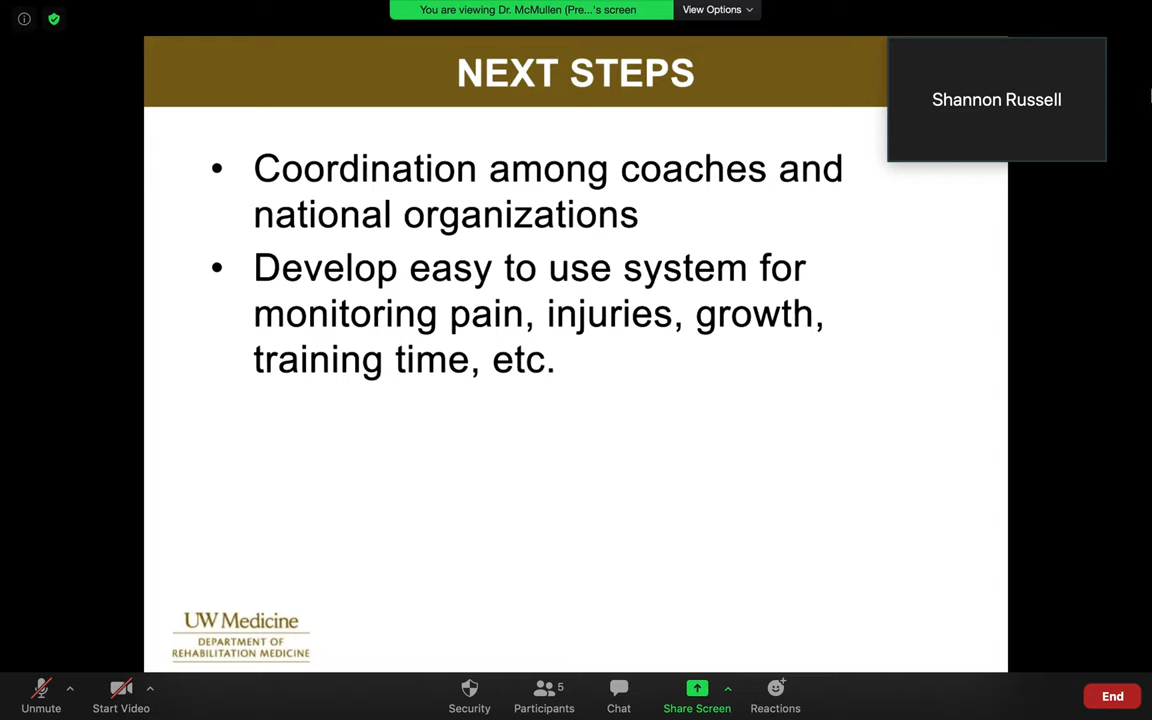 You are viewing Dr. McMullen (Pre...'s screen
View Options
NEXT STEPS
Shannon Russell
• Coordination among coaches and
national organizations
• Develop easy to use system for
monitoring pain, injuries, growth,
training time, etc.
UW Medicine
DEPARTMENT OF
REHABILITATION MEDICINE
Unmute
Start Video
Security
5
Participants
Chat
Share Screen
Reactions
End